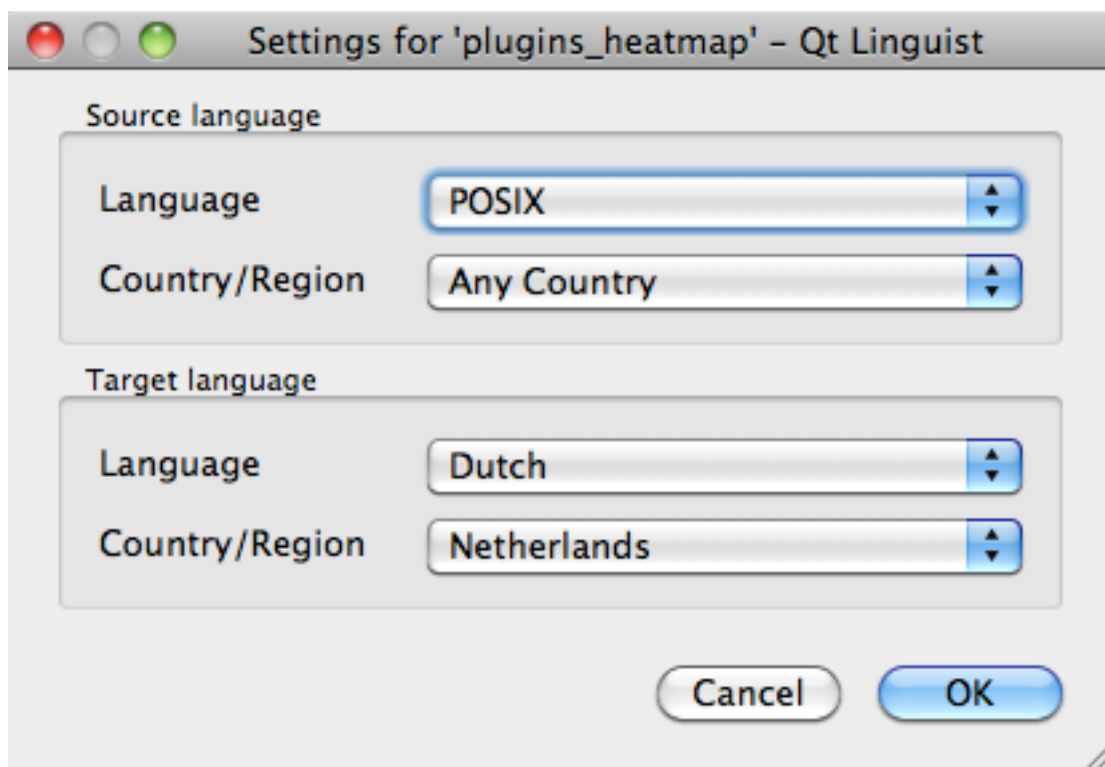 Settings for 'plugins_heatmap' – Qt Linguist
Source language
Language POSIX
Country/Region Any Country
Target language
Language Dutch
Country/Region Netherlands
Cancel OK